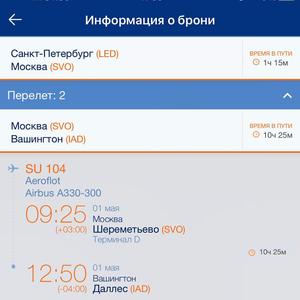 Информация о брони
Санкт-Петербург (LED)
Москва (SVO)
ВРЕМЯ В ПУТИ
1ч 15м
Перелет: 2
Москва (SVO)
Вашингтон (IAD)
ВРЕМЯ В ПУТИ
10ч 25м
SU 104
Aeroflot
Airbus A330-300
09:25
(+03:00)
01 мая
Москва
Шереметьево (SVO)
Терминал D
10ч 25м
12:50
(-04:00)
01 мая
Вашингтон
Даллес (IAD)